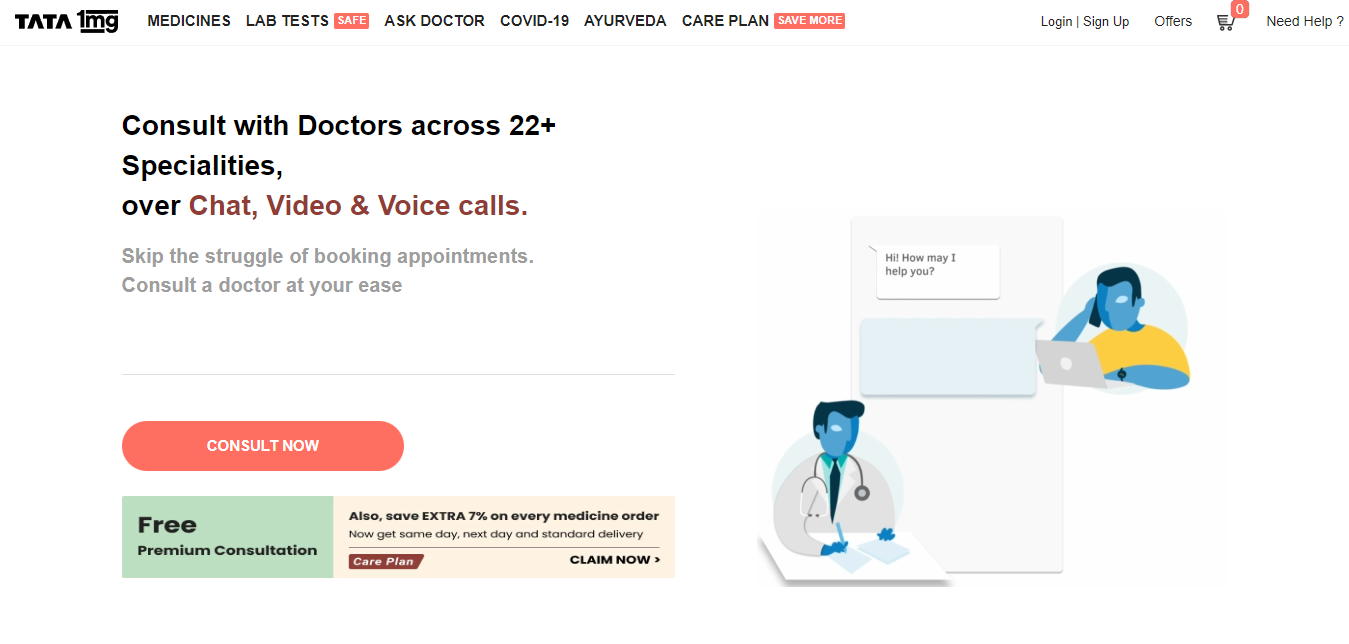 TATA 1mg MEDICINES LAB TESTS SAFE ASK DOCTOR COVID-19 AYURVEDA CARE PLAN SAVE MORE Login | Sign Up Offers 0 Need Help ?
Consult with Doctors across 22+
Specialities,
over Chat, Video & Voice calls.
Skip the struggle of booking appointments.
Consult a doctor at your ease
CONSULT NOW
Free
Premium Consultation
Also, save EXTRA 7% on every medicine order
Now get same day, next day and standard delivery
Care Plan CLAIM NOW >
Hi! How may I
help you?